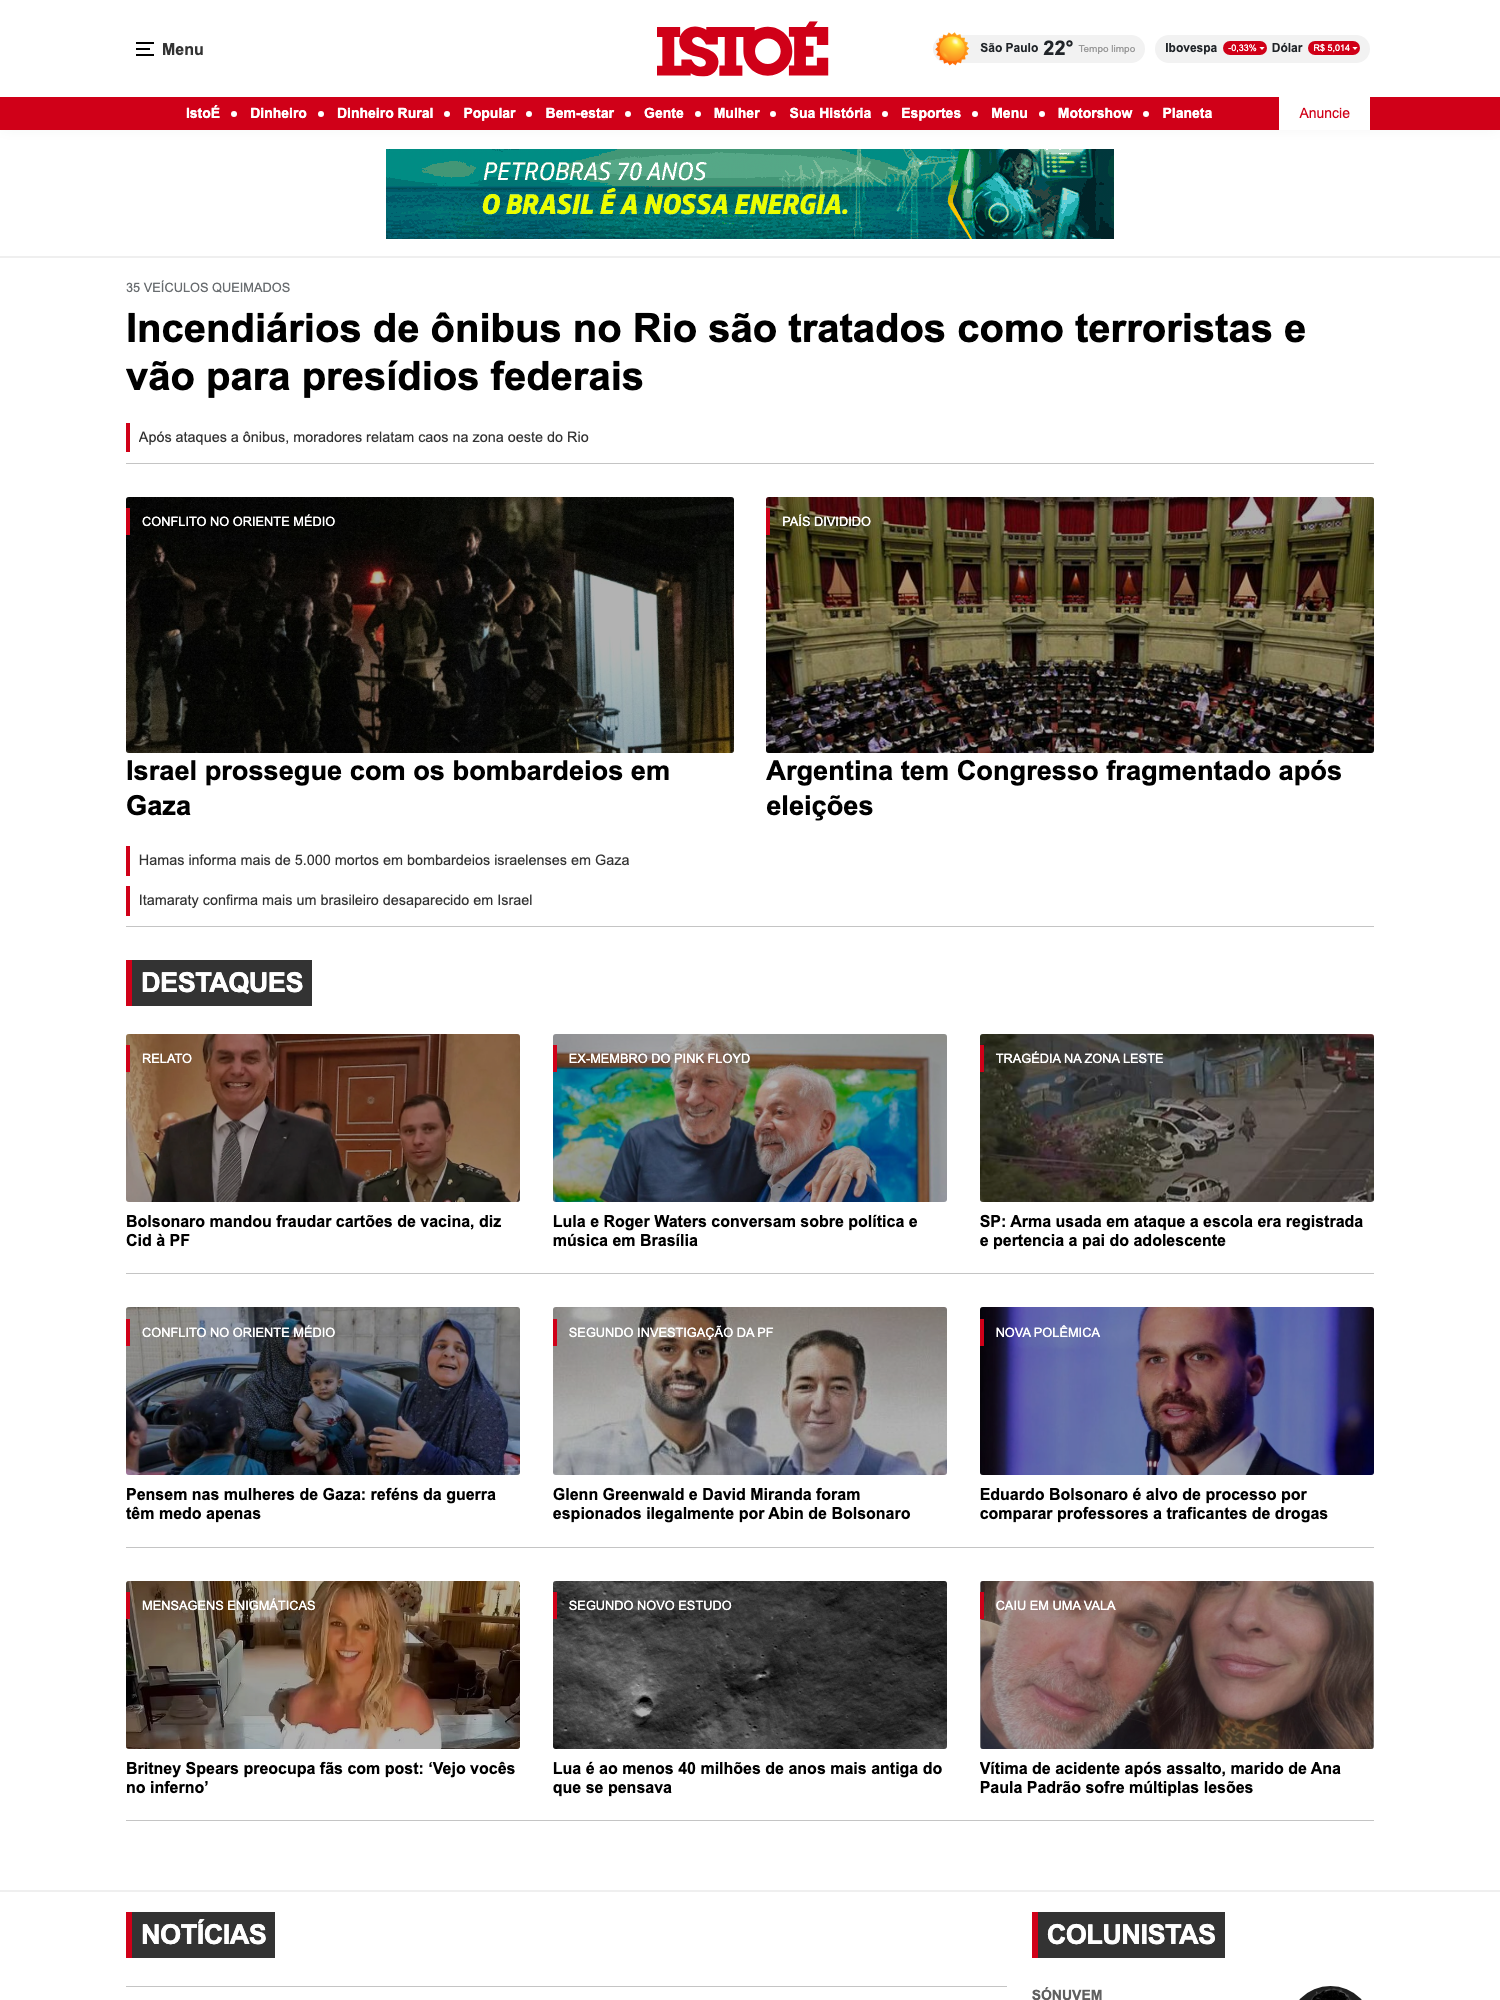 Menu
ISTOÉ
São Paulo 22° Tempo limpo
Ibovespa -0,33% Dólar R$ 5,014
IstoÉ • Dinheiro • Dinheiro Rural • Popular • Bem-estar • Gente • Mulher • Sua História • Esportes • Menu • Motorshow • Planeta
Anuncie
PETROBRAS 70 ANOS
O BRASIL É A NOSSA ENERGIA.
35 VEÍCULOS QUEIMADOS
Incendiários de ônibus no Rio são tratados como terroristas e
vão para presídios federais
Após ataques a ônibus, moradores relatam caos na zona oeste do Rio
CONFLITO NO ORIENTE MÉDIO
Israel prossegue com os bombardeios em
Gaza
Hamas informa mais de 5.000 mortos em bombardeios israelenses em Gaza
Itamaraty confirma mais um brasileiro desaparecido em Israel
PAÍS DIVIDIDO
Argentina tem Congresso fragmentado após
eleições
DESTAQUES
RELATO
Bolsonaro mandou fraudar cartões de vacina, diz
Cid à PF
EX-MEMBRO DO PINK FLOYD
Lula e Roger Waters conversam sobre política e
música em Brasília
TRAGÉDIA NA ZONA LESTE
SP: Arma usada em ataque a escola era registrada
e pertencia a pai do adolescente
CONFLITO NO ORIENTE MÉDIO
Pensem nas mulheres de Gaza: reféns da guerra
têm medo apenas
SEGUNDO INVESTIGAÇÃO DA PF
Glenn Greenwald e David Miranda foram
espionados ilegalmente por Abin de Bolsonaro
NOVA POLÊMICA
Eduardo Bolsonaro é alvo de processo por
comparar professores a traficantes de drogas
MENSAGENS ENIGMÁTICAS
Britney Spears preocupa fãs com post: ‘Vejo vocês
no inferno’
SEGUNDO NOVO ESTUDO
Lua é ao menos 40 milhões de anos mais antiga do
que se pensava
CAIU EM UMA VALA
Vítima de acidente após assalto, marido de Ana
Paula Padrão sofre múltiplas lesões
NOTÍCIAS
COLUNISTAS
SÓNUVEM